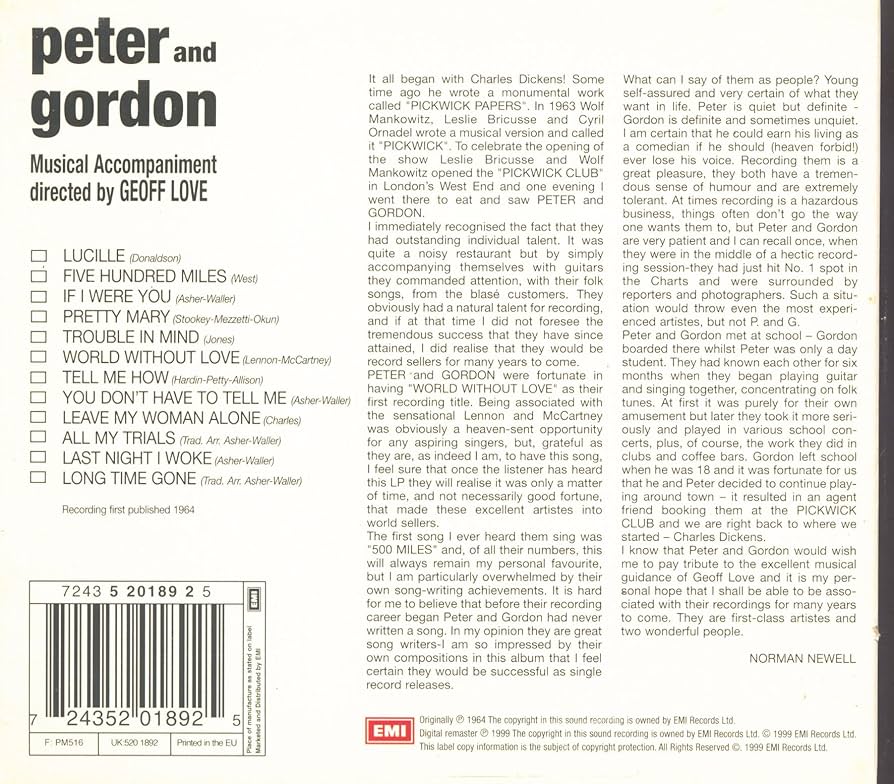 peter and
gordon
Musical Accompaniment
directed by GEOFF LOVE
LUCILLE (Donaldson)
FIVE HUNDRED MILES (West)
IF I WERE YOU (Asher-Waller)
PRETTY MARY (Stookey-Mezzetti-Okun)
TROUBLE IN MIND (Jones)
WORLD WITHOUT LOVE (Lennon-McCartney)
TELL ME HOW (Hardin-Petty-Allison)
YOU DON'T HAVE TO TELL ME (Asher-Waller)
LEAVE MY WOMAN ALONE (Charles)
ALL MY TRIALS (Trad. Arr. Asher-Waller)
LAST NIGHT I WOKE (Asher-Waller)
LONG TIME GONE (Trad. Arr. Asher-Waller)
Recording first published 1964
It all began with Charles Dickens! Some
time ago he wrote a monumental work
called "PICKWICK PAPERS". In 1963 Wolf
Mankowitz, Leslie Bricusse and Cyril
Ornadel wrote a musical version and called
it "PICKWICK". To celebrate the opening of
the show Leslie Bricusse and Wolf
Mankowitz opened the "PICKWICK CLUB"
in London's West End and one evening I
went there to eat and saw PETER and
GORDON.
I immediately recognised the fact that they
had outstanding individual talent. It was
quite a noisy restaurant but by simply
accompanying themselves with guitars
they commanded attention, with their folk
songs, from the blasé customers. They
obviously had a natural talent for recording,
and if at that time I did not foresee the
tremendous success that they have since
attained, I did realise that they would be
record sellers for many years to come.
PETER and GORDON were fortunate in
having "WORLD WITHOUT LOVE" as their
first recording title. Being associated with
the sensational Lennon and McCartney
was obviously a heaven-sent opportunity
for any aspiring singers, but, grateful as
they are, as indeed I am, to have this song,
I feel sure that once the listener has heard
this LP they will realise it was only a matter
of time, and not necessarily good fortune,
that made these excellent artistes into
world sellers.
The first song I ever heard them sing was
"500 MILES" and, of all their numbers, this
will always remain my personal favourite,
but I am particularly overwhelmed by their
own song-writing achievements. It is hard
for me to believe that before their recording
career began Peter and Gordon had never
written a song. In my opinion they are great
song writers-I am so impressed by their
own compositions in this album that I feel
certain they would be successful as single
record releases.
What can I say of them as people? Young
self-assured and very certain of what they
want in life. Peter is quiet but definite -
Gordon is definite and sometimes unquiet.
I am certain that he could earn his living as
a comedian if he should (heaven forbid!)
ever lose his voice. Recording them is a
great pleasure, they both have a tremen-
dous sense of humour and are extremely
tolerant. At times recording is a hazardous
business, things often don't go the way
one wants them to, but Peter and Gordon
are very patient and I can recall once, when
they were in the middle of a hectic record-
ing session-they had just hit No. 1 spot in
the Charts and were surrounded by
reporters and photographers. Such a situ-
ation would throw even the most experi-
enced artistes, but not P. and G.
Peter and Gordon met at school – Gordon
boarded there whilst Peter was only a day
student. They had known each other for six
months when they began playing guitar
and singing together, concentrating on folk
tunes. At first it was purely for their own
amusement but later they took it more seri-
ously and played in various school con-
certs, plus, of course, the work they did in
clubs and coffee bars. Gordon left school
when he was 18 and it was fortunate for us
that he and Peter decided to continue play-
ing around town – it resulted in an agent
friend booking them at the PICKWICK
CLUB and we are right back to where we
started – Charles Dickens.
I know that Peter and Gordon would wish
me to pay tribute to the excellent musical
guidance of Geoff Love and it is my per-
sonal hope that I shall be able to be asso-
ciated with their recordings for many years
to come. They are first-class artistes and
two wonderful people.
NORMAN NEWELL
7243 5 20189 2 5
7 24352 01892 5
F: PM516
UK:520 1892
Printed in the EU
EMI
Place of manufacture as stated on label
Marketed and Distributed by EMI
EMI
Originally ℗ 1964 The copyright in this sound recording is owned by EMI Records Ltd.
Digital remaster ℗ 1999 The copyright in this sound recording is owned by EMI Records Ltd. © 1999 EMI Records Ltd.
This label copy information is the subject of copyright protection. All Rights Reserved ©. 1999 EMI Records Ltd.